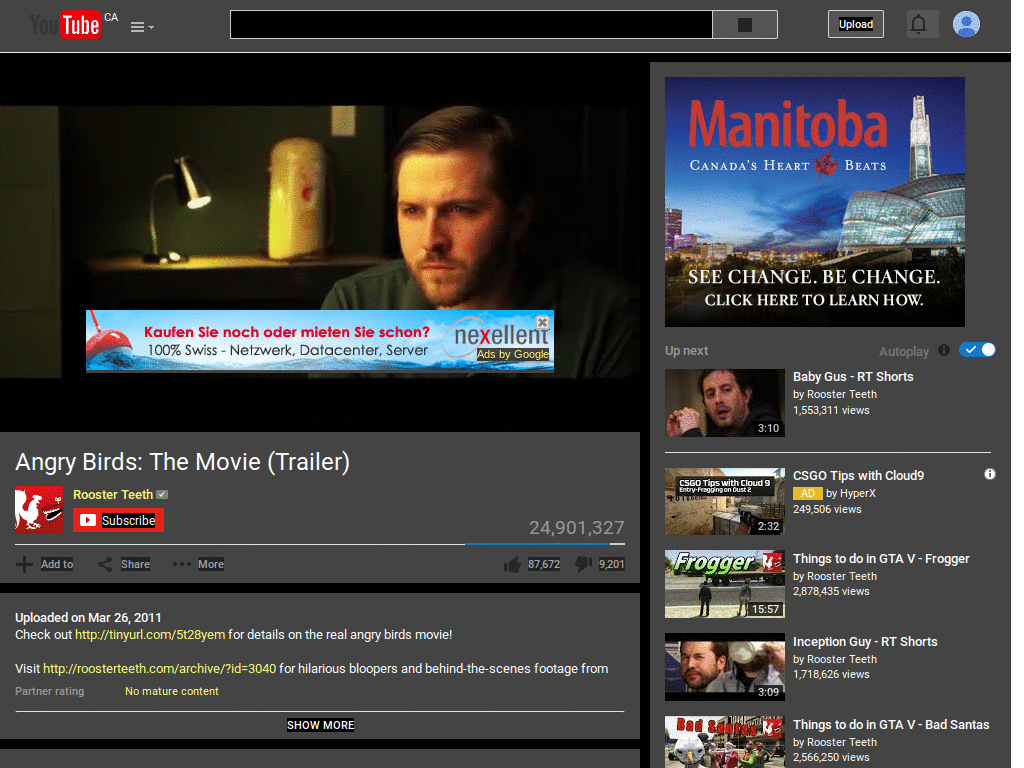 YouTube CA
Upload
Kaufen Sie noch oder mieten Sie schon?
100% Swiss - Netzwerk, Datacenter, Server
nexellent
Ads by Google
Angry Birds: The Movie (Trailer)
Rooster Teeth
Subscribe
24,901,327
Add to
Share
More
87,672
9,201
Uploaded on Mar 26, 2011
Check out http://tinyurl.com/5t28yem for details on the real angry birds movie!
Visit http://roosterteeth.com/archive/?id=3040 for hilarious bloopers and behind-the-scenes footage from
Partner rating No mature content
SHOW MORE
Manitoba
CANADA'S HEART BEATS
SEE CHANGE. BE CHANGE.
CLICK HERE TO LEARN HOW.
Up next
Autoplay
3:10
Baby Gus - RT Shorts
by Rooster Teeth
1,553,311 views
CSGO Tips with Cloud 9
Entry-Fragging on Dust 2
2:32
CSGO Tips with Cloud9
AD by HyperX
249,506 views
Frogger
15:57
Things to do in GTA V - Frogger
by Rooster Teeth
2,878,435 views
3:09
Inception Guy - RT Shorts
by Rooster Teeth
1,718,626 views
Bad Santas
Things to do in GTA V - Bad Santas
by Rooster Teeth
2,566,250 views